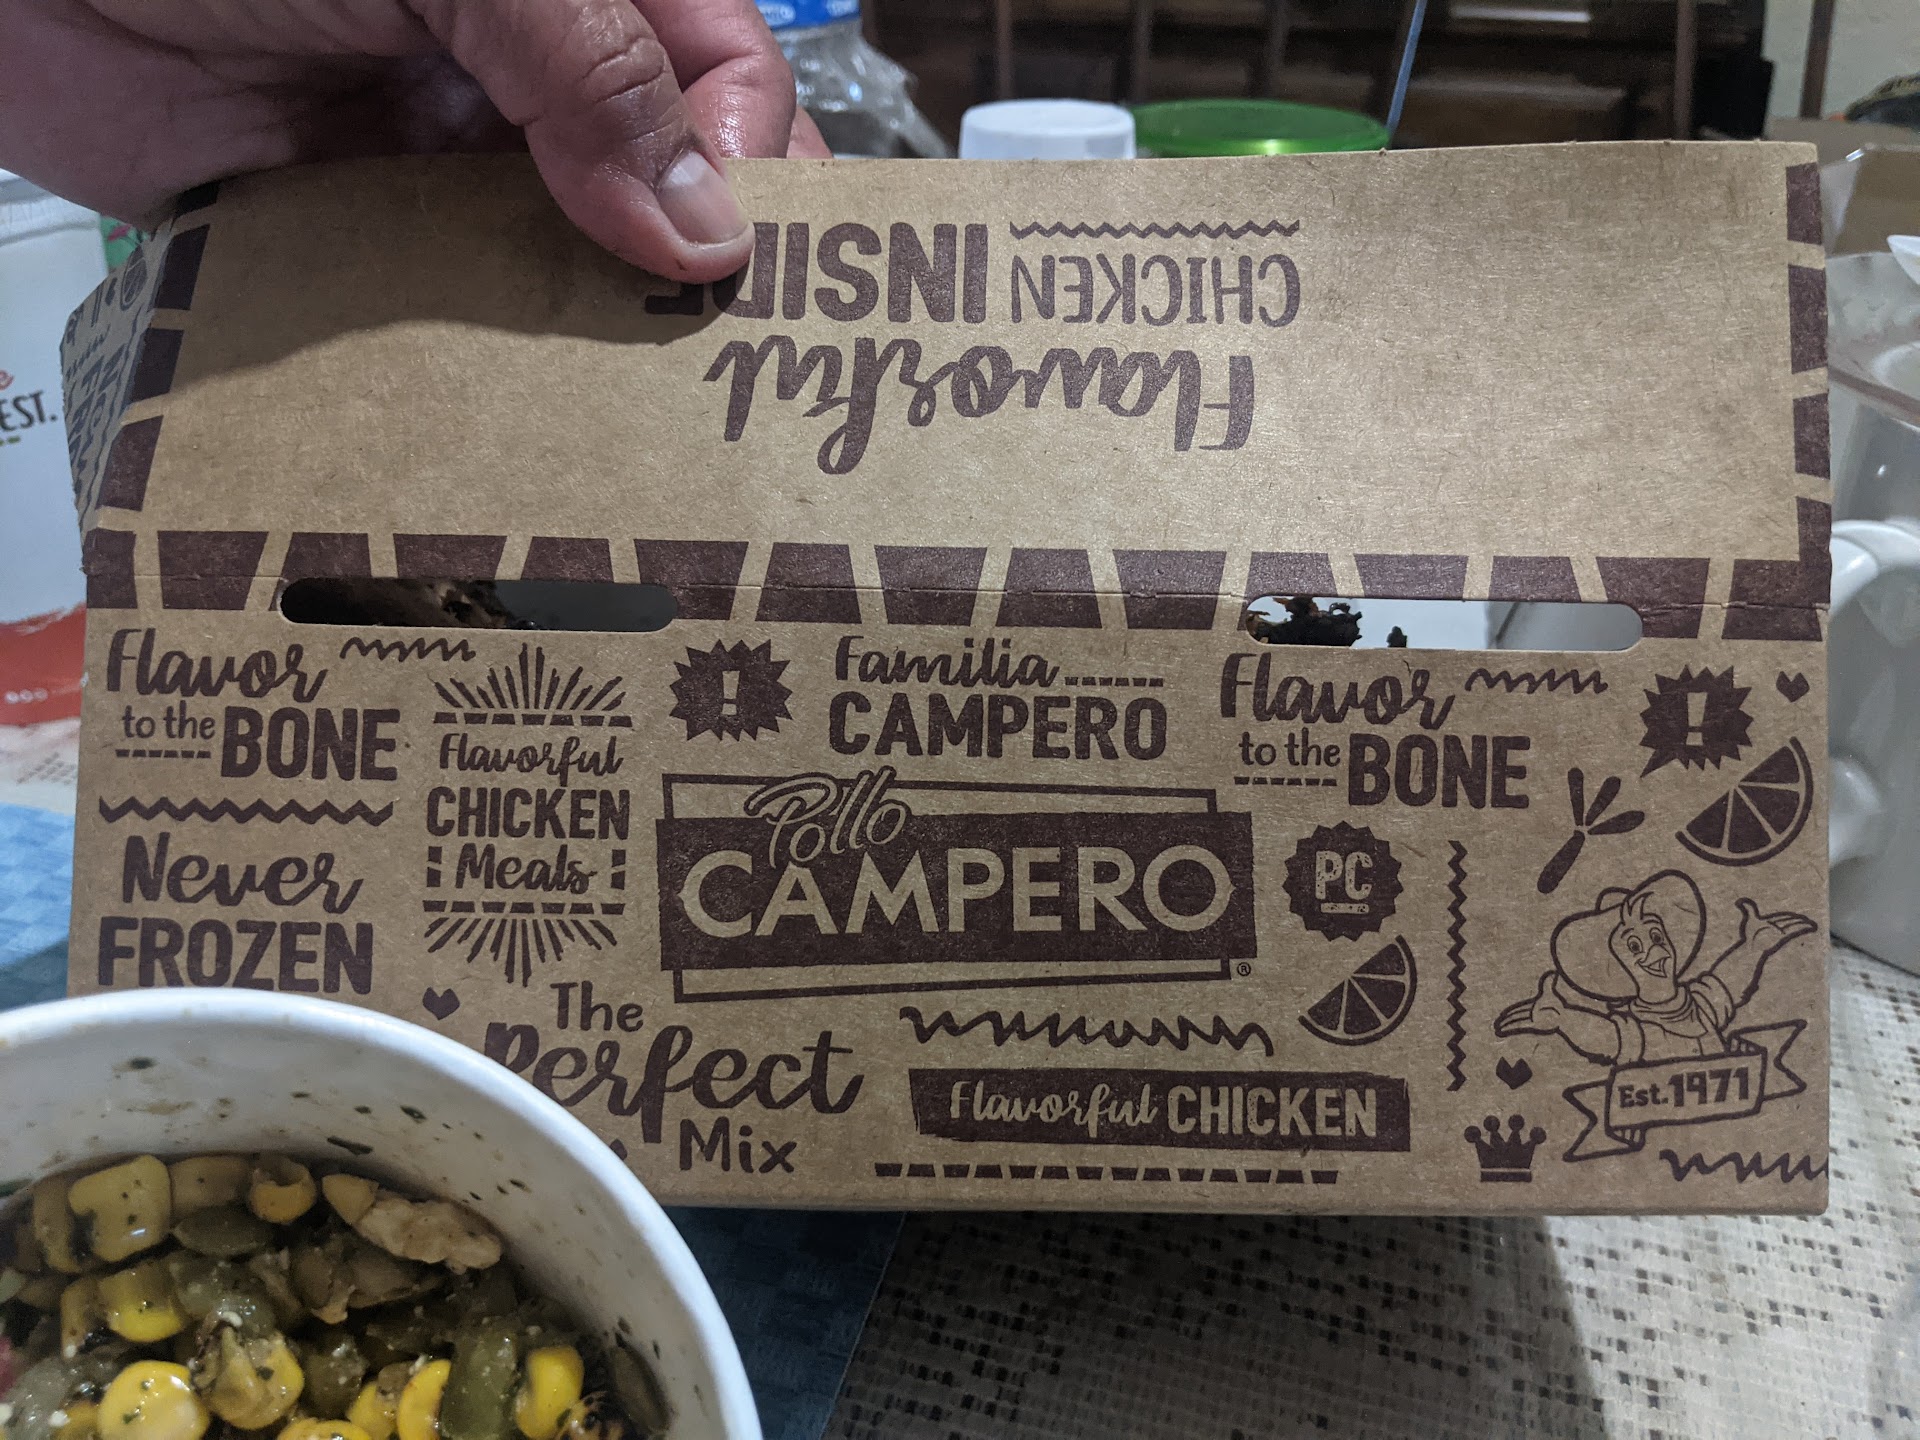 CHICKEN INSIDE
Flavorful
EST.
Flavor
to the BONE
Never
FROZEN
Flavorful
CHICKEN
Meals
!
Familia
CAMPERO
Pollo
CAMPERO
®
The
Perfect
Mix
Flavorful CHICKEN
Flavor
to the BONE
!
PC
Est.1971